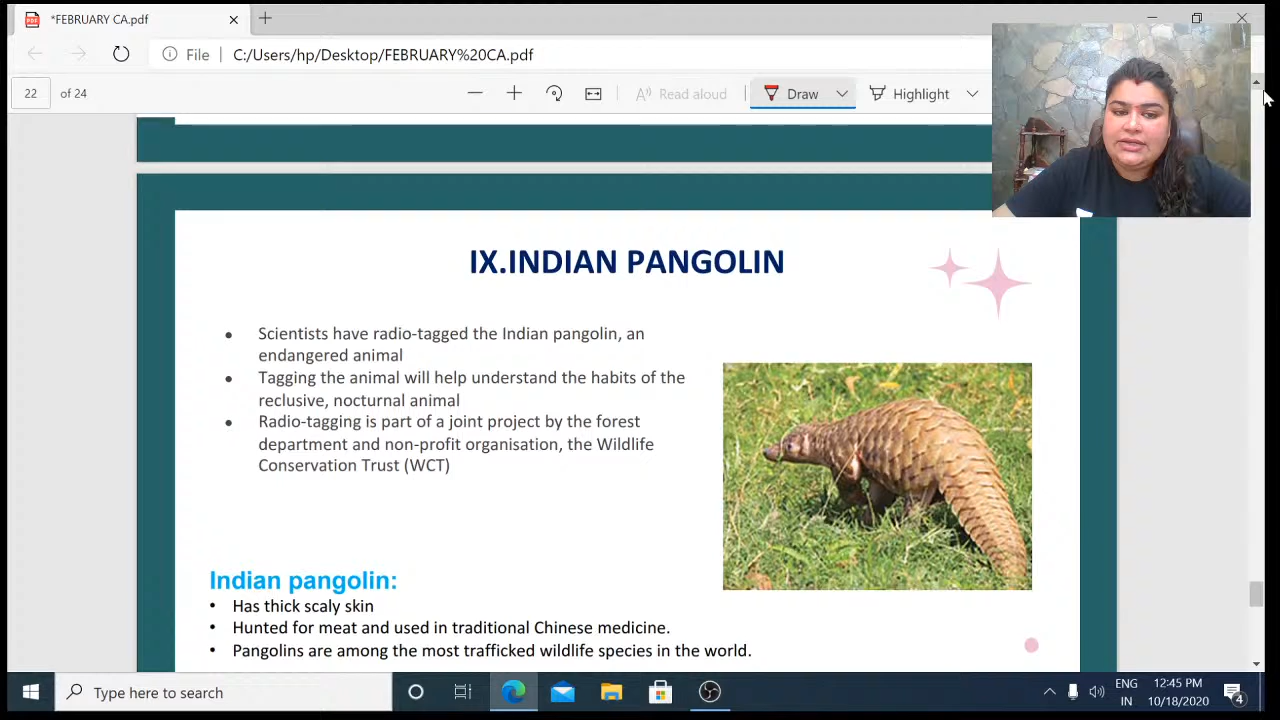 *FEBRUARY CA.pdf
File C:/Users/hp/Desktop/FEBRUARY%20CA.pdf
22 of 24
Read aloud Draw Highlight
IX.INDIAN PANGOLIN
• Scientists have radio-tagged the Indian pangolin, an
endangered animal
• Tagging the animal will help understand the habits of the
reclusive, nocturnal animal
• Radio-tagging is part of a joint project by the forest
department and non-profit organisation, the Wildlife
Conservation Trust (WCT)
Indian pangolin:
• Has thick scaly skin
• Hunted for meat and used in traditional Chinese medicine.
• Pangolins are among the most trafficked wildlife species in the world.
Type here to search
ENG
IN
12:45 PM
10/18/2020
4